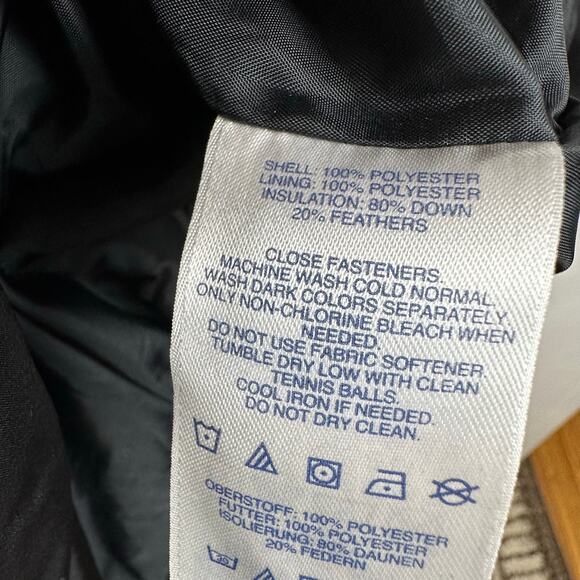 SHELL: 100% POLYESTER
LINING: 100% POLYESTER
INSULATION: 80% DOWN
20% FEATHERS
CLOSE FASTENERS.
MACHINE WASH COLD NORMAL.
WASH DARK COLORS SEPARATELY.
ONLY NON-CHLORINE BLEACH WHEN
NEEDED.
DO NOT USE FABRIC SOFTENER.
TUMBLE DRY LOW WITH CLEAN
TENNIS BALLS.
COOL IRON IF NEEDED.
DO NOT DRY CLEAN.
OBERSTOFF: 100% POLYESTER
FUTTER: 100% POLYESTER
ISOLIERUNG: 80% DAUNEN
20% FEDERN
30